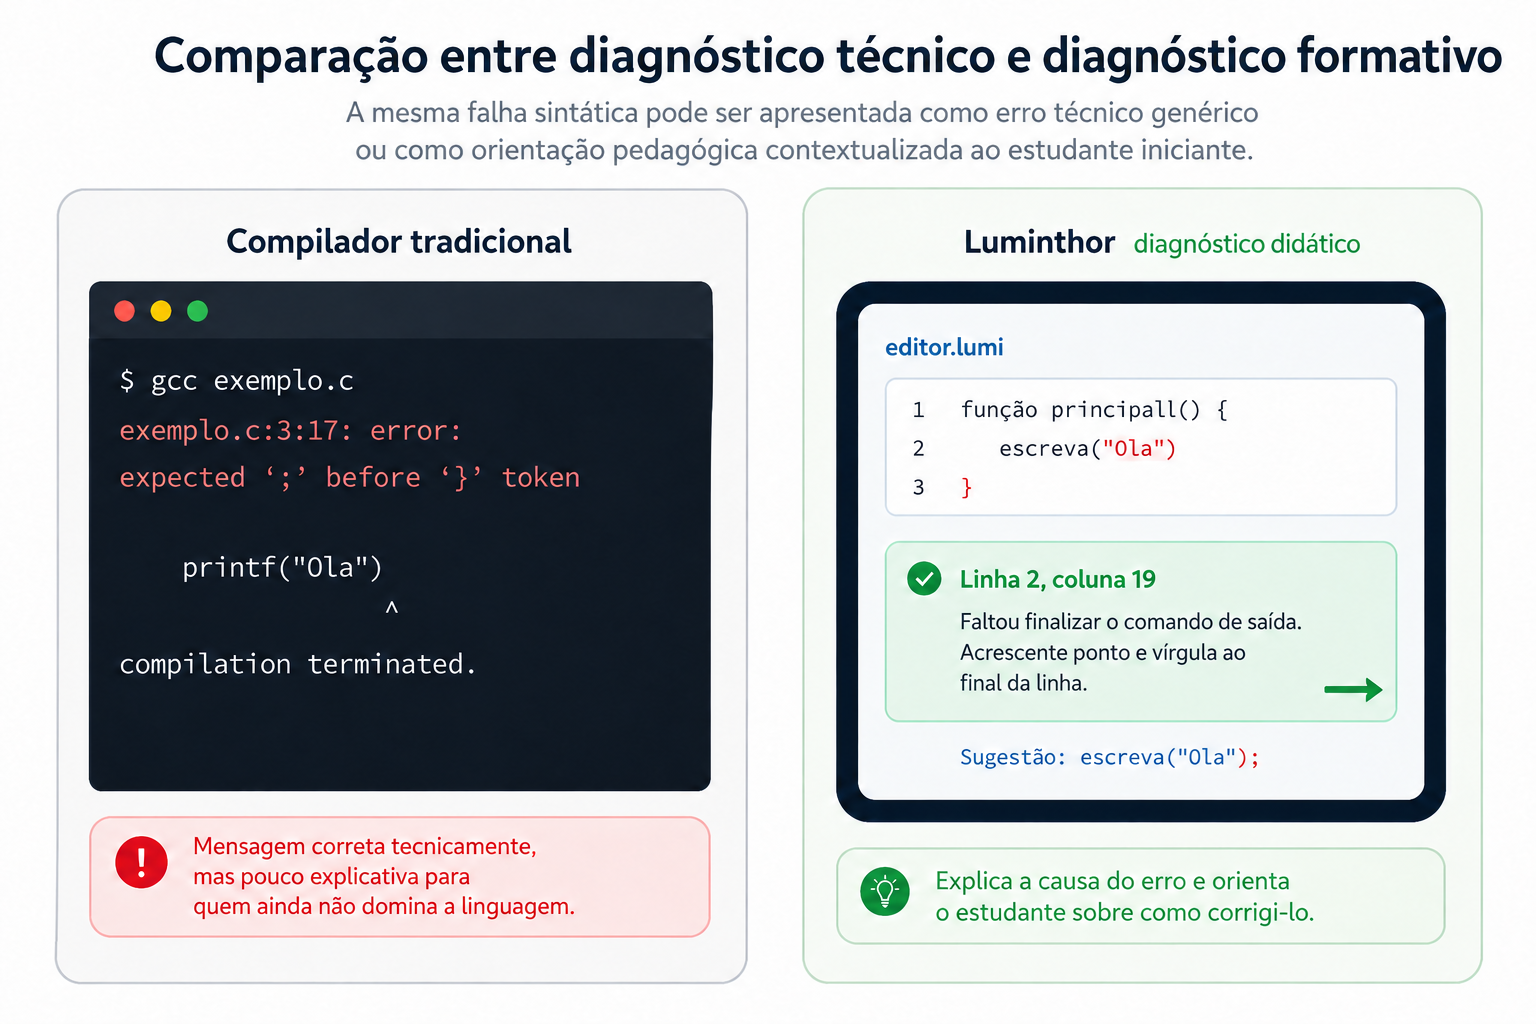 Comparação entre diagnóstico técnico e diagnóstico formativo
A mesma falha sintática pode ser apresentada como erro técnico genérico
ou como orientação pedagógica contextualizada ao estudante iniciante.
Compilador tradicional
$ gcc exemplo.c
exemplo.c:3:17: error:
expected ‘;’ before ‘}’ token
printf("Ola")
^
compilation terminated.
Mensagem correta tecnicamente,
mas pouco explicativa para
quem ainda não domina a linguagem.
Luminthor diagnóstico didático
editor.lumi
1 função principall() {
2 escreva("Ola")
3 }
Linha 2, coluna 19
Faltou finalizar o comando de saída.
Acrescente ponto e vírgula ao
final da linha.
Sugestão: escreva("Ola");
Explica a causa do erro e orienta
o estudante sobre como corrigi-lo.